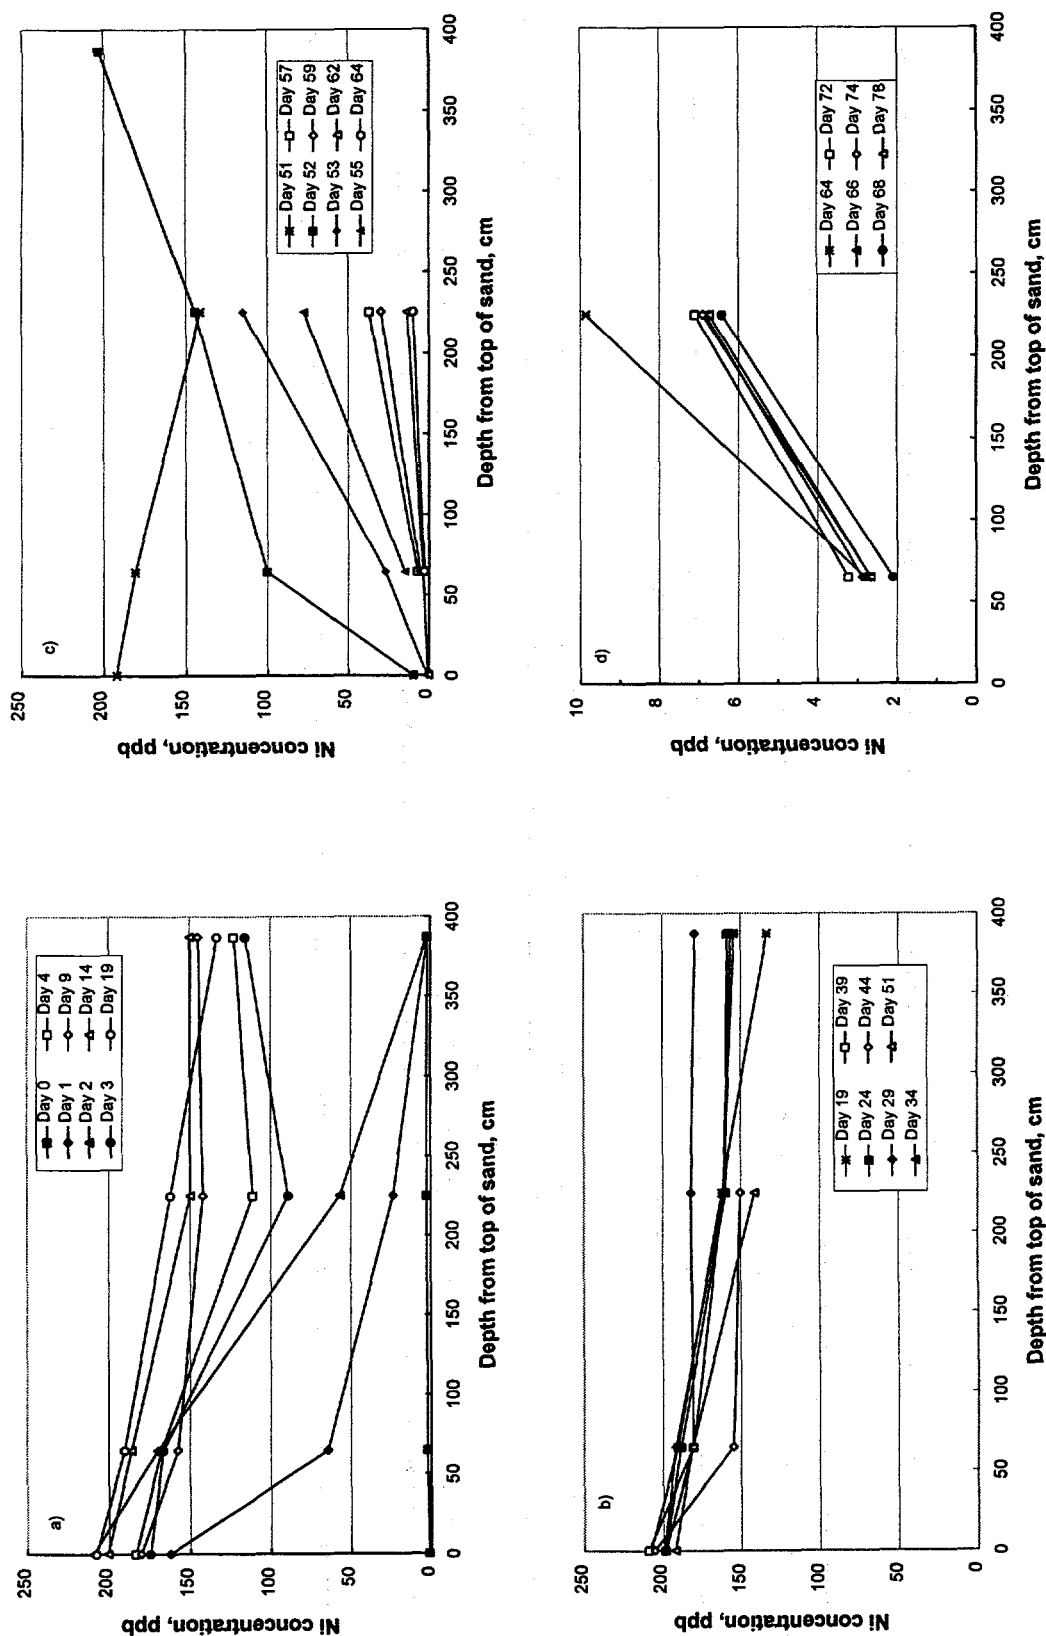 a)
250
200
150
100
50
0
Ni concentration, ppb
0 50 100 150 200 250 300 350 400
Depth from top of sand, cm
Day 0 Day 4
Day 1 Day 9
Day 2 Day 14
Day 3 Day 19
b)
200
150
100
50
0
Ni concentration, ppb
0 50 100 150 200 250 300 350 400
Depth from top of sand, cm
Day 19 Day 39
Day 24 Day 44
Day 29 Day 51
Day 34
c)
250
200
150
100
50
0
Ni concentration, ppb
0 50 100 150 200 250 300 350 400
Depth from top of sand, cm
Day 51 Day 57
Day 52 Day 59
Day 53 Day 62
Day 55 Day 64
d)
10
8
6
4
2
0
Ni concentration, ppb
0 50 100 150 200 250 300 350 400
Depth from top of sand, cm
Day 64 Day 72
Day 66 Day 74
Day 68 Day 78